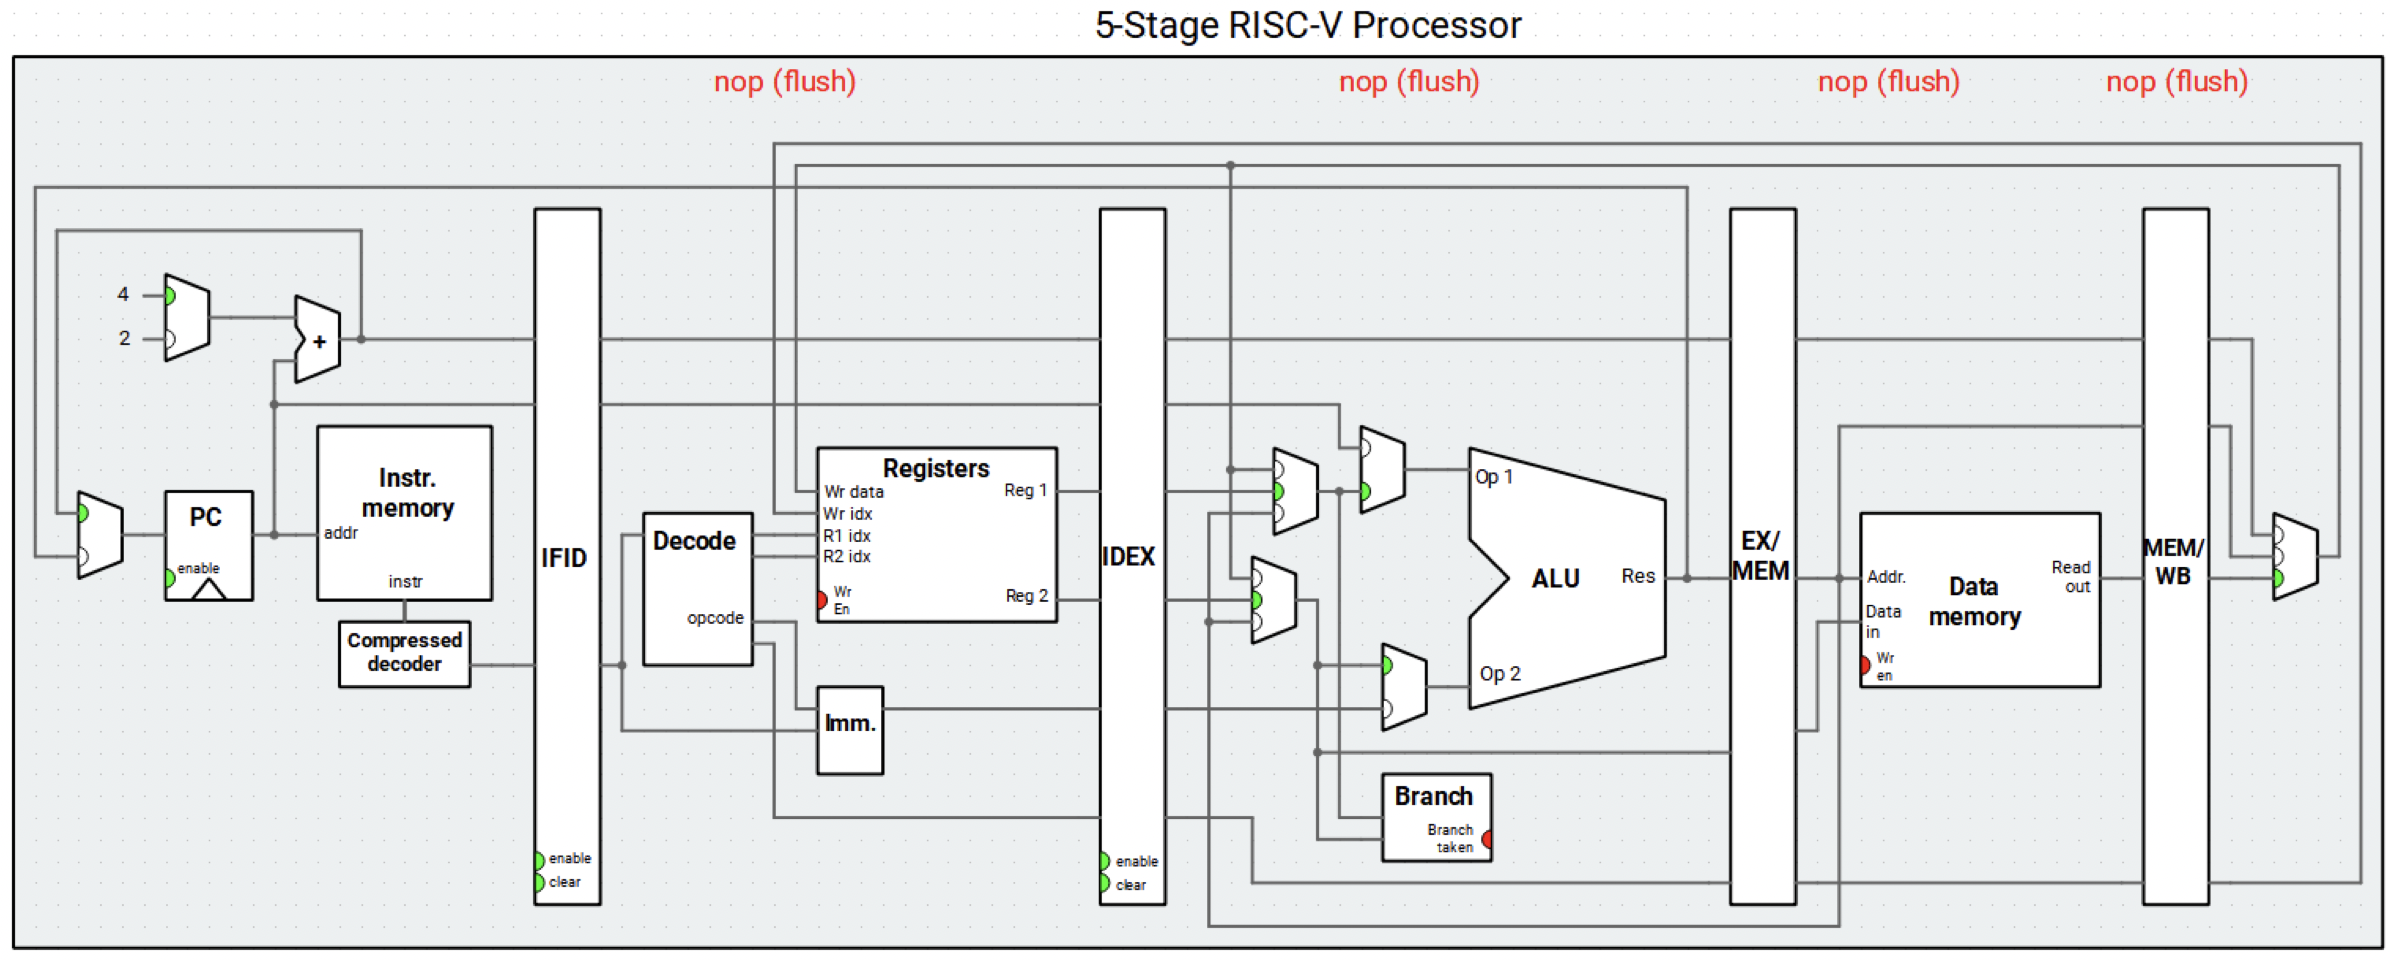 5-Stage RISC-V Processor
nop (flush)
nop (flush)
nop (flush)
nop (flush)
4
2
+
PC
enable
Instr.
memory
addr
instr
Compressed
decoder
IFID
enable
clear
Decode
opcode
Registers
Wr data
Wr idx
R1 idx
R2 idx
Wr
En
Reg 1
Reg 2
Imm.
IDEX
enable
clear
Op 1
ALU
Res
Op 2
Branch
Branch
taken
EX/
MEM
Addr.
Data
in
Wr
en
Data
memory
Read
out
MEM/
WB